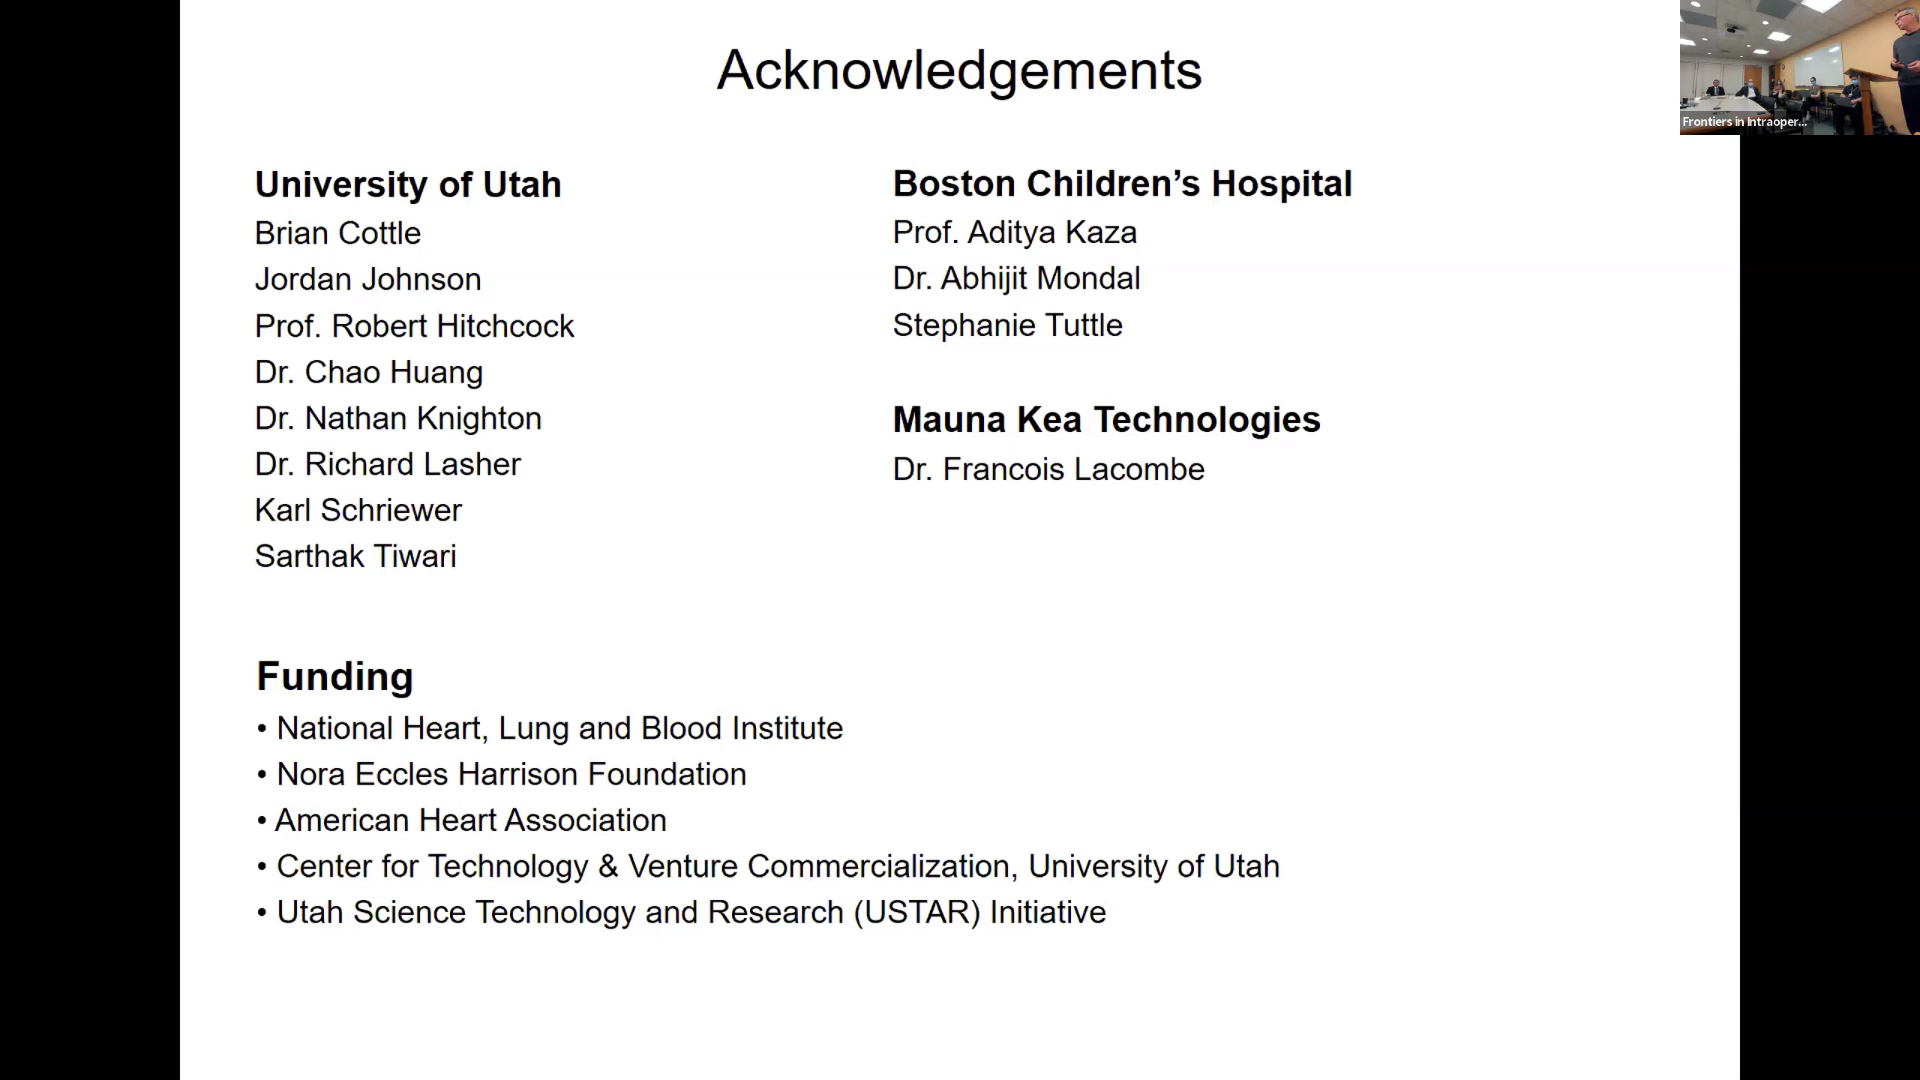 Acknowledgements
University of Utah
Brian Cottle
Jordan Johnson
Prof. Robert Hitchcock
Dr. Chao Huang
Dr. Nathan Knighton
Dr. Richard Lasher
Karl Schriewer
Sarthak Tiwari
Boston Children’s Hospital
Prof. Aditya Kaza
Dr. Abhijit Mondal
Stephanie Tuttle
Mauna Kea Technologies
Dr. Francois Lacombe
Funding
• National Heart, Lung and Blood Institute
• Nora Eccles Harrison Foundation
• American Heart Association
• Center for Technology & Venture Commercialization, University of Utah
• Utah Science Technology and Research (USTAR) Initiative
Frontiers in Intraoper...